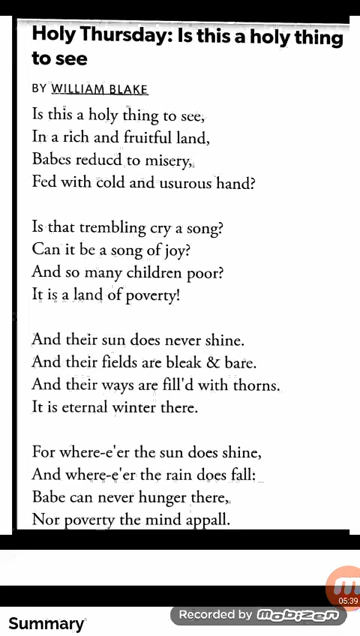 Holy Thursday: Is this a holy thing
to see
BY WILLIAM BLAKE
Is this a holy thing to see,
In a rich and fruitful land,
Babes reducd to misery,
Fed with cold and usurous hand?
Is that trembling cry a song?
Can it be a song of joy?
And so many children poor?
It is a land of poverty!
And their sun does never shine.
And their fields are bleak & bare.
And their ways are fill'd with thorns.
It is eternal winter there.
For where-e'er the sun does shine,
And where-e'er the rain does fall:
Babe can never hunger there,
Nor poverty the mind appall.
05:39
Recorded by mobizen
Summary